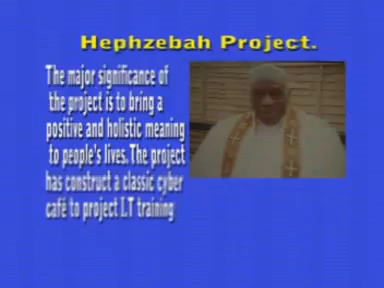 Hephzebah Project.
The major significance of
the project is to bring a
positive and holistic meaning
to people's lives. The project
has construct a classic cyber
café to project I.T training